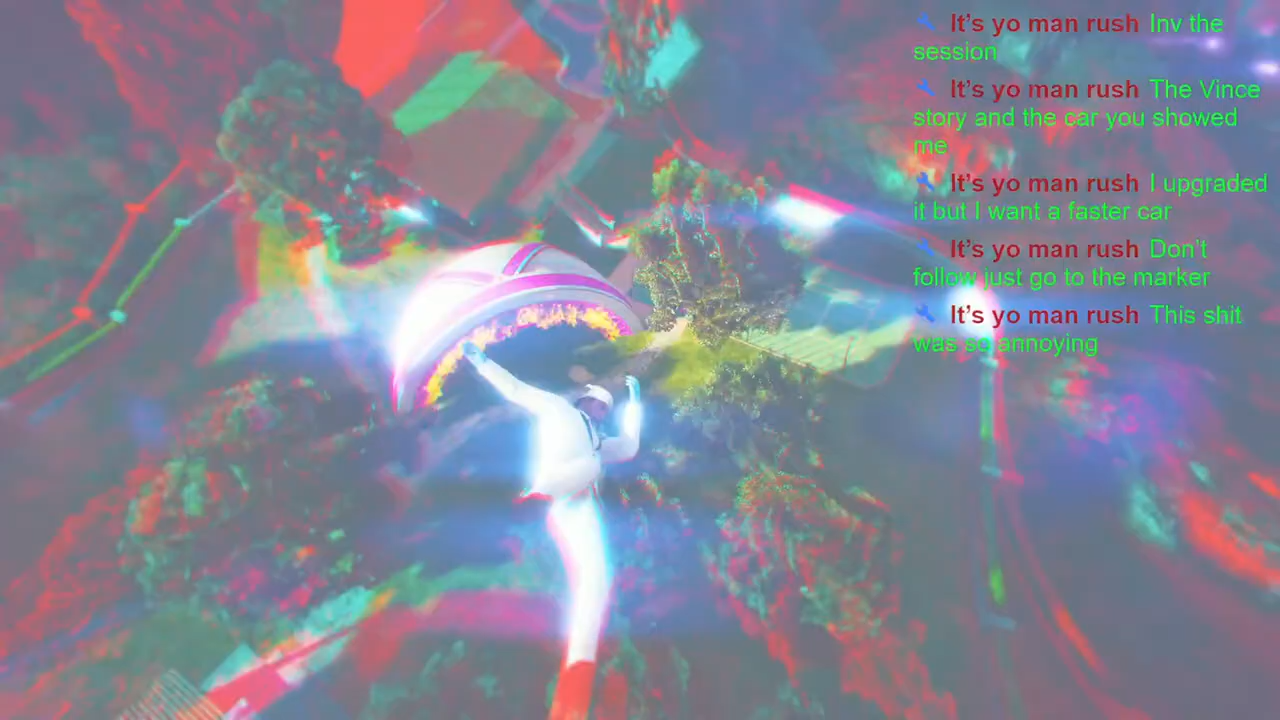 It's yo man rush Inv the
session
It's yo man rush The Vince
story and the car you showed
me
It's yo man rush I upgraded
it but I want a faster car
It's yo man rush Don't
follow just go to the marker
It's yo man rush This shit
was so annoying